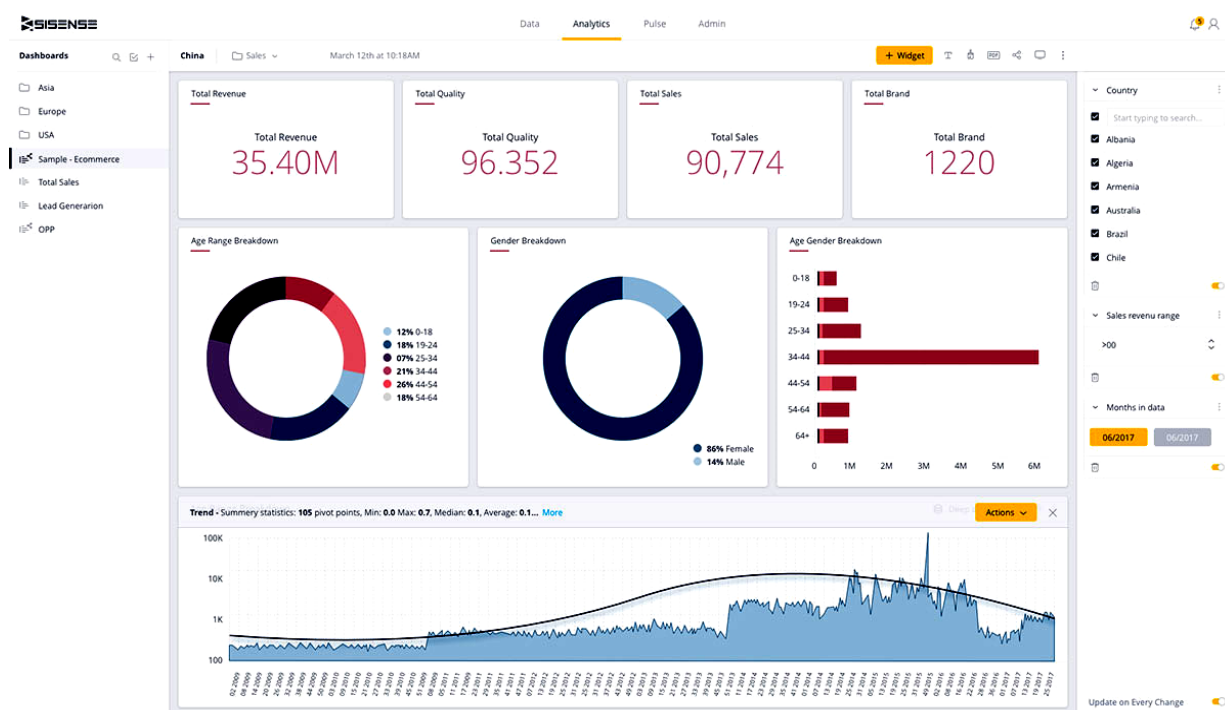 SISENSE
Data Analytics Pulse Admin
5
Dashboards
China Sales March 12th at 10:18AM + Widget PDF
Asia
Europe
USA
Sample - Ecommerce
Total Sales
Lead Generarion
OPP
Total Revenue
Total Revenue
35.40M
Total Quality
Total Quality
96.352
Total Sales
Total Sales
90,774
Total Brand
Total Brand
1220
Age Range Breakdown
12% 0-18
18% 19-24
07% 25-34
21% 34-44
26% 44-54
18% 54-64
Gender Breakdown
86% Female
14% Male
Age Gender Breakdown
0-18
19-24
25-34
34-44
44-54
54-64
64+
0 1M 2M 3M 4M 5M 6M
Trend - Summery statistics: 105 pivot points, Min: 0.0 Max: 0.7, Median: 0.1, Average: 0.1... More
Actions
100K
10K
1K
100
Country
Start typing to search...
Albania
Algeria
Armenia
Australia
Brazil
Chile
Sales revenu range
>00
Months in data
06/2017 06/2017
Update on Every Change